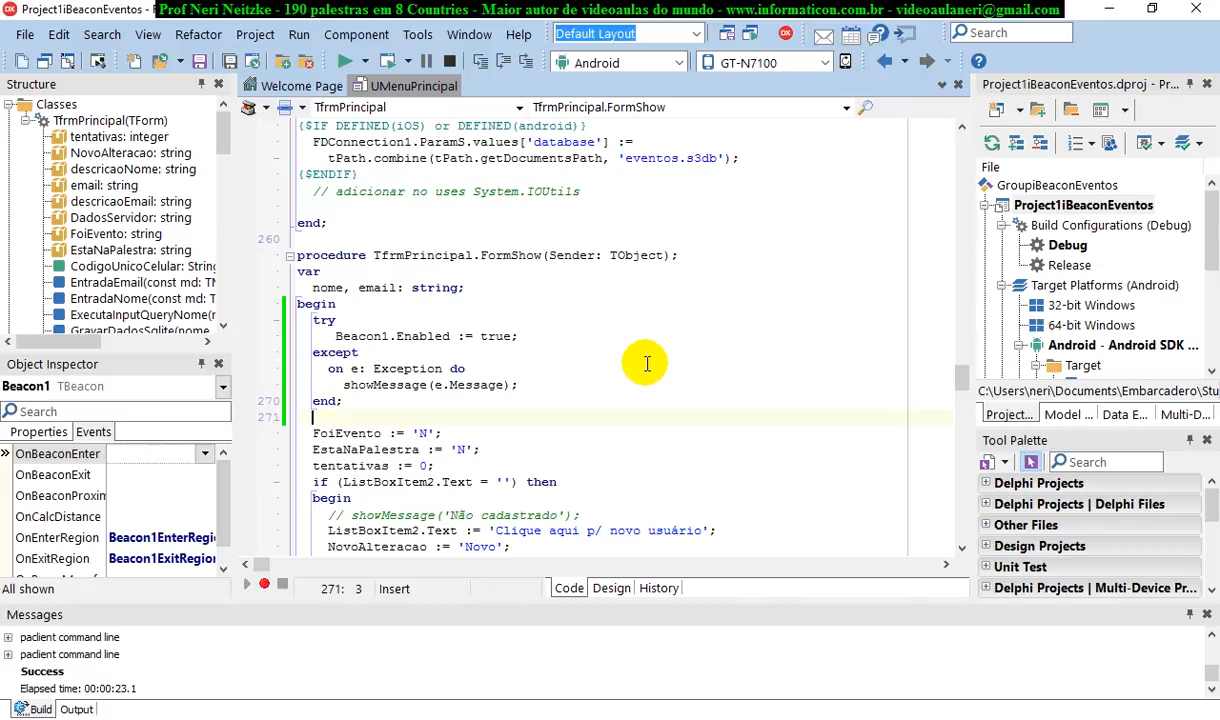 Project1iBeaconEventos - 
Prof Neri Neitzke - 190 palestras em 8 Countries - Maior autor de videoaulas do mundo - www.informaticon.com.br - videoaulaneri@gmail.com
File Edit Search View Refactor Project Run Component Tools Window Help
Default Layout
Search
Android
GT-N7100
Structure
Welcome Page
UMenuPrincipal
Project1iBeaconEventos.dproj - Pr...
TfrmPrincipal
TfrmPrincipal.FormShow
Classes
TfrmPrincipal(TForm)
tentativas: integer
NovoAlteracao: string
descricaoNome: string
email: string
descricaoEmail: string
DadosServidor: string
FoiEvento: string
EstaNaPalestra: string
CodigoUnicoCelular: String
EntradaEmail(const md: TN
EntradaNome(const md: T
ExecutaInputQueryNome(r
GravarDadosSqlite(nome,
{$IF DEFINED(iOS) or DEFINED(android)}
FDConnection1.ParamS.values['database'] :=
tPath.combine(tPath.getDocumentsPath, 'eventos.s3db');
{$ENDIF}
// adicionar no uses System.IOUtils
end;
260
procedure TfrmPrincipal.FormShow(Sender: TObject);
var
nome, email: string;
begin
try
Beacon1.Enabled := true;
except
on e: Exception do
showMessage(e.Message);
270 end;
271
FoiEvento := 'N';
EstaNaPalestra := 'N';
tentativas := 0;
if (ListBoxItem2.Text = '') then
begin
// showMessage('Não cadastrado');
ListBoxItem2.Text := 'Clique aqui p/ novo usuário';
NovoAlteracao := 'Novo';
271: 3
Insert
Code
Design
History
Object Inspector
Beacon1 TBeacon
Search
Properties
Events
OnBeaconEnter
OnBeaconExit
OnBeaconProxim
OnCalcDistance
OnEnterRegion Beacon1EnterRegi
OnExitRegion Beacon1ExitRegion
All shown
File
GroupiBeaconEventos
Project1iBeaconEventos
Build Configurations (Debug)
Debug
Release
Target Platforms (Android)
32-bit Windows
64-bit Windows
Android - Android SDK ...
Target
C:\Users\neri\Documents\Embarcadero\Stu
Project...
Model ...
Data E...
Multi-D...
Tool Palette
Search
Delphi Projects
Delphi Projects | Delphi Files
Other Files
Design Projects
Unit Test
Delphi Projects | Multi-Device Pr...
Messages
paclient command line
paclient command line
Success
Elapsed time: 00:00:23.1
Build
Output